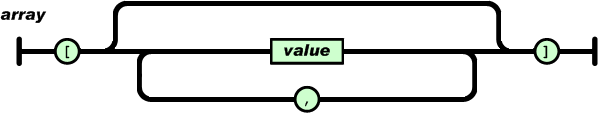 array
[ value ]
,